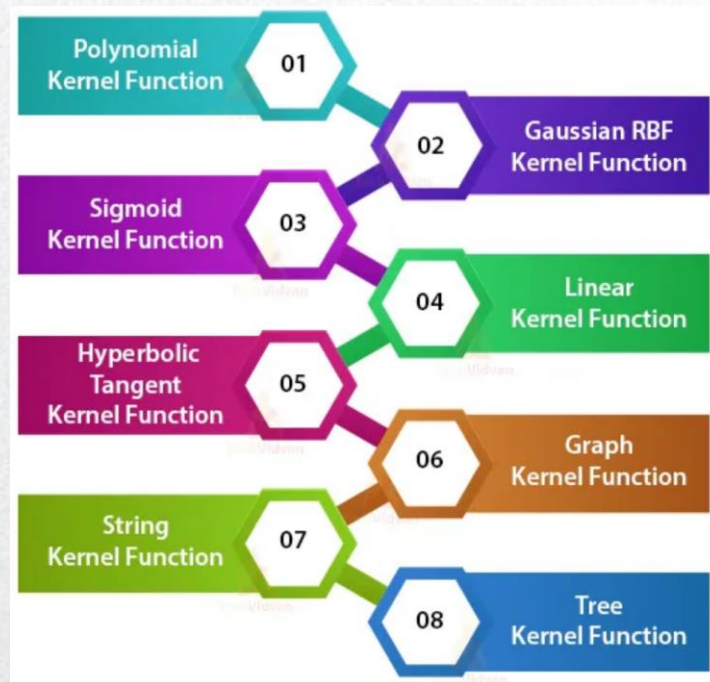 Polynomial
Kernel Function
01
02
Gaussian RBF
Kernel Function
Sigmoid
Kernel Function
03
04
Linear
Kernel Function
Hyperbolic
Tangent
Kernel Function
05
06
Graph
Kernel Function
String
Kernel Function
07
08
Tree
Kernel Function